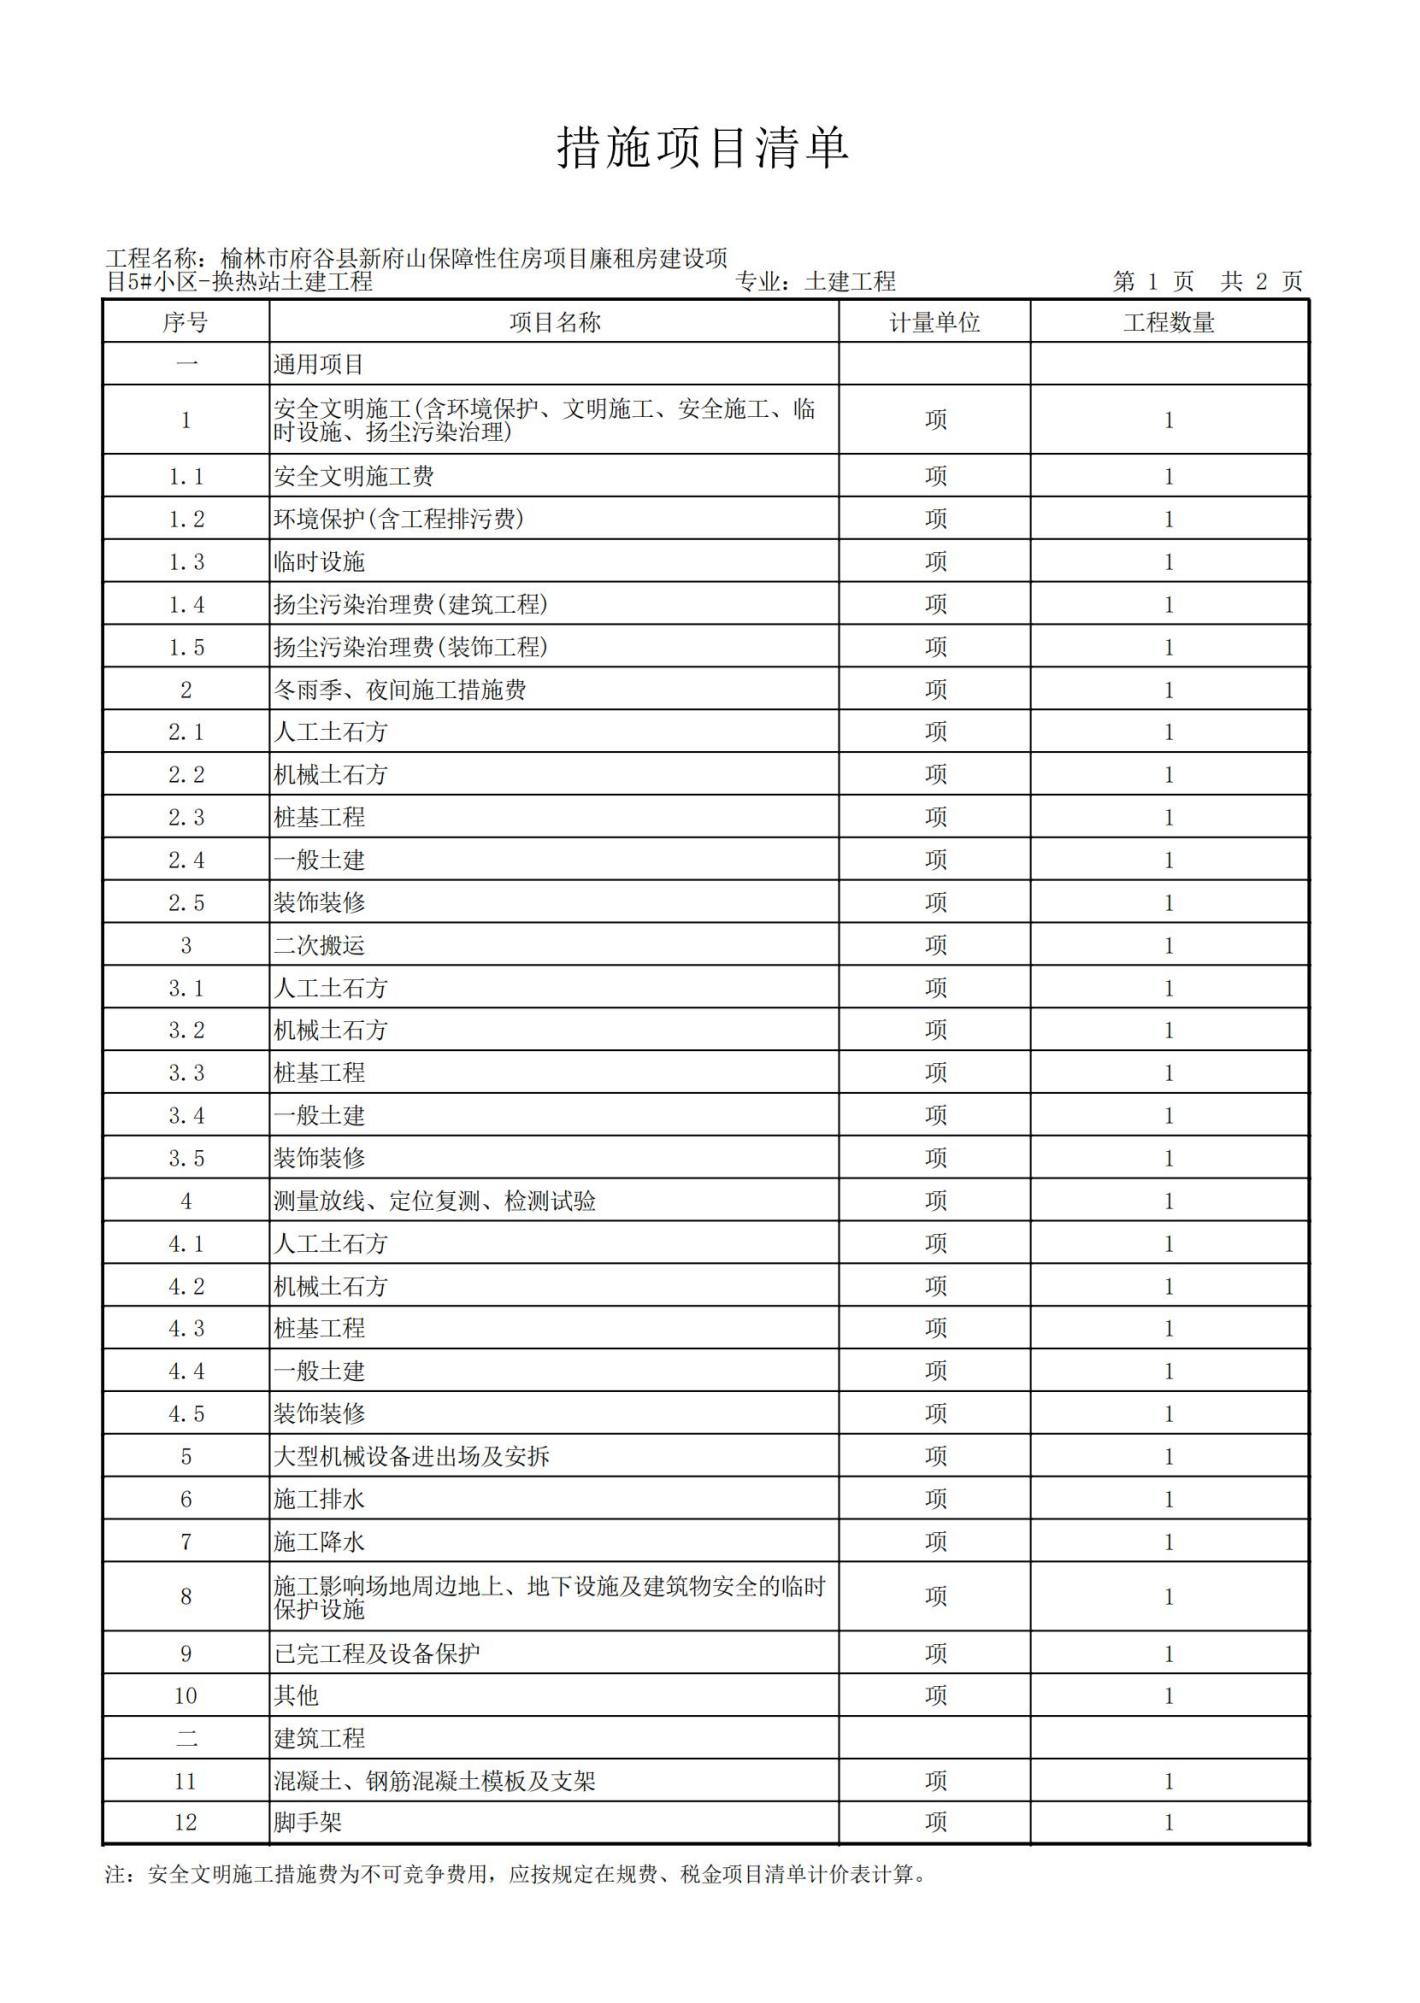 措施项目清单
工程名称：榆林市府谷县新府山保障性住房项目廉租房建设项
目5#小区-换热站土建工程 专业：土建工程 第 1 页 共 2 页
序号 项目名称 计量单位 工程数量
一 通用项目
1 安全文明施工(含环境保护、文明施工、安全施工、临 项 1
时设施、扬尘污染治理)
1.1 安全文明施工费 项 1
1.2 环境保护(含工程排污费) 项 1
1.3 临时设施 项 1
1.4 扬尘污染治理费(建筑工程) 项 1
1.5 扬尘污染治理费(装饰工程) 项 1
2 冬雨季、夜间施工措施费 项 1
2.1 人工土石方 项 1
2.2 机械土石方 项 1
2.3 桩基工程 项 1
2.4 一般土建 项 1
2.5 装饰装修 项 1
3 二次搬运 项 1
3.1 人工土石方 项 1
3.2 机械土石方 项 1
3.3 桩基工程 项 1
3.4 一般土建 项 1
3.5 装饰装修 项 1
4 测量放线、定位复测、检测试验 项 1
4.1 人工土石方 项 1
4.2 机械土石方 项 1
4.3 桩基工程 项 1
4.4 一般土建 项 1
4.5 装饰装修 项 1
5 大型机械设备进出场及安拆 项 1
6 施工排水 项 1
7 施工降水 项 1
8 施工影响场地周边地上、地下设施及建筑物安全的临时 项 1
保护设施
9 已完工程及设备保护 项 1
10 其他 项 1
二 建筑工程
11 混凝土、钢筋混凝土模板及支架 项 1
12 脚手架 项 1
注：安全文明施工措施费为不可竞争费用，应按规定在规费、税金项目清单计价表计算。